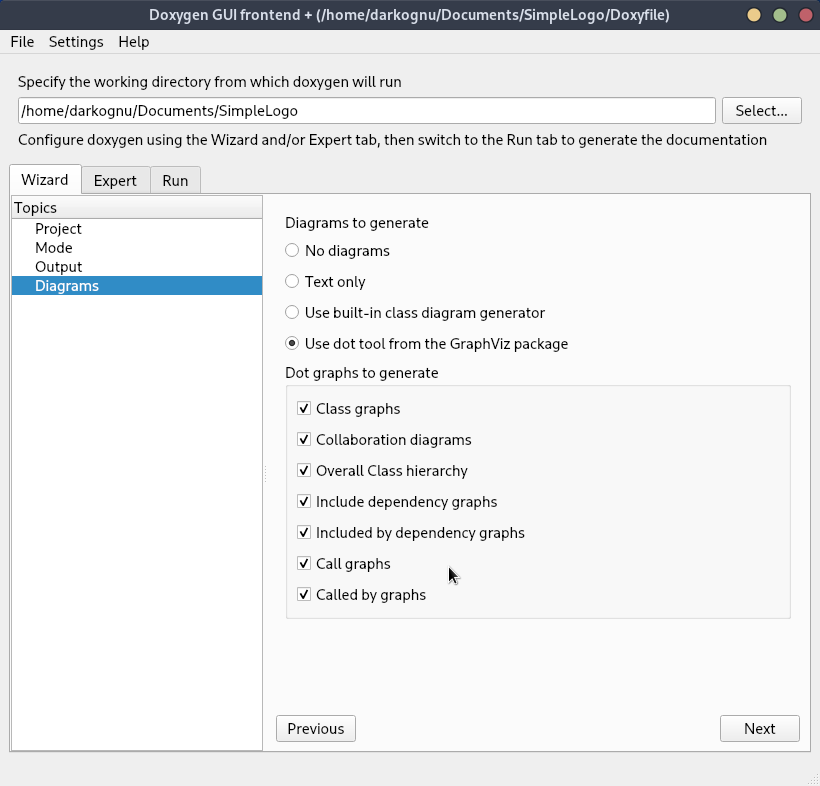 Doxygen GUI frontend + (/home/darkognu/Documents/SimpleLogo/Doxyfile)
File Settings Help
Specify the working directory from which doxygen will run
/home/darkognu/Documents/SimpleLogo Select...
Configure doxygen using the Wizard and/or Expert tab, then switch to the Run tab to generate the documentation
Wizard Expert Run
Topics
Project
Mode
Output
Diagrams
Diagrams to generate
No diagrams
Text only
Use built-in class diagram generator
Use dot tool from the GraphViz package
Dot graphs to generate
Class graphs
Collaboration diagrams
Overall Class hierarchy
Include dependency graphs
Included by dependency graphs
Call graphs
Called by graphs
Previous Next